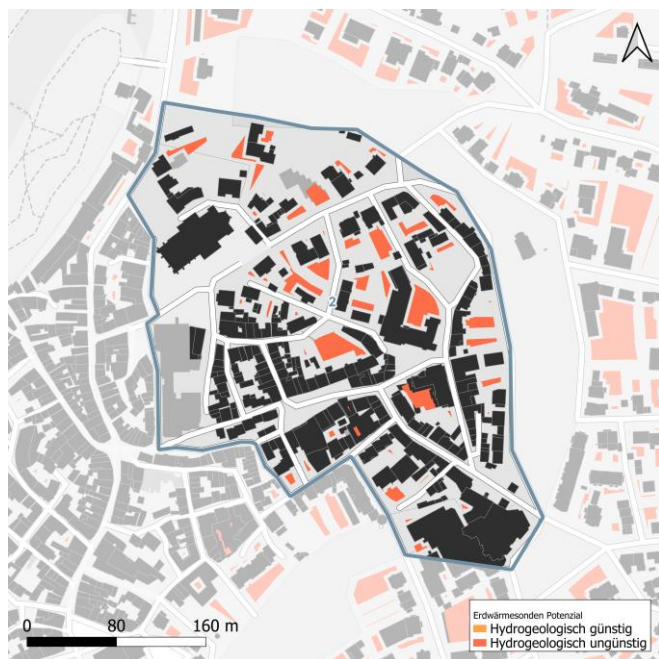 2
0 80 160 m
Erdwärmesonden Potenzial
Hydrogeologisch günstig
Hydrogeologisch ungünstig